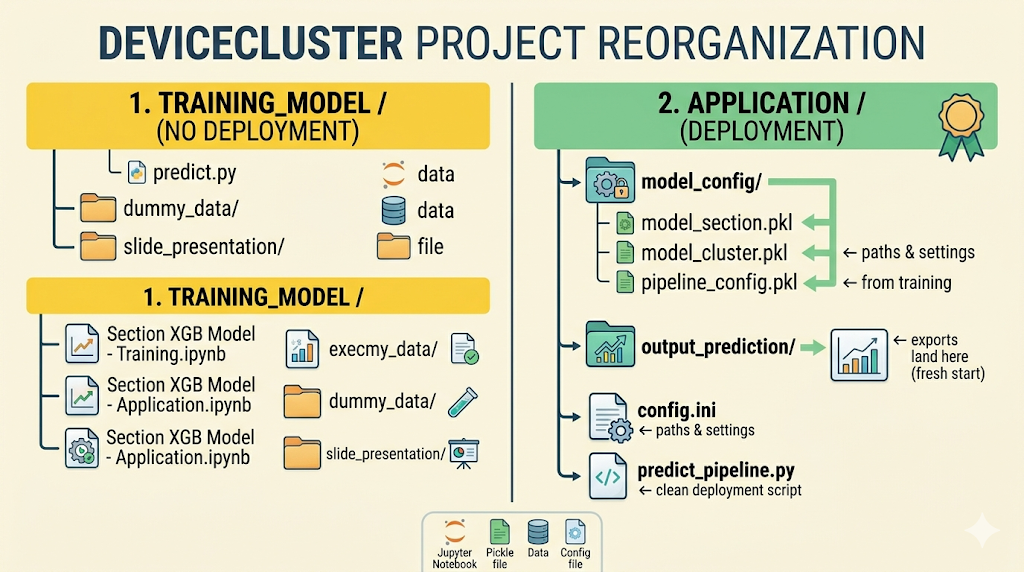 DEVICECLUSTER PROJECT REORGANIZATION
1. TRAINING_MODEL /
(NO DEPLOYMENT)
predict.py
data
dummy_data/
data
slide_presentation/
file
1. TRAINING_MODEL /
Section XGB Model
- Training.ipynb
execmy_data/
Section XGB Model
- Application.ipynb
dummy_data/
Section XGB Model
- Application.ipynb
slide_presentation/
2. APPLICATION /
(DEPLOYMENT)
model_config/
model_section.pkl
model_cluster.pkl
← paths & settings
pipeline_config.pkl
← from training
output_prediction/
← exports
land here
(fresh start)
config.ini
← paths & settings
</>
predict_pipeline.py
← clean deployment script
Jupyter
Notebook
Pickle
file
Data
Config
file